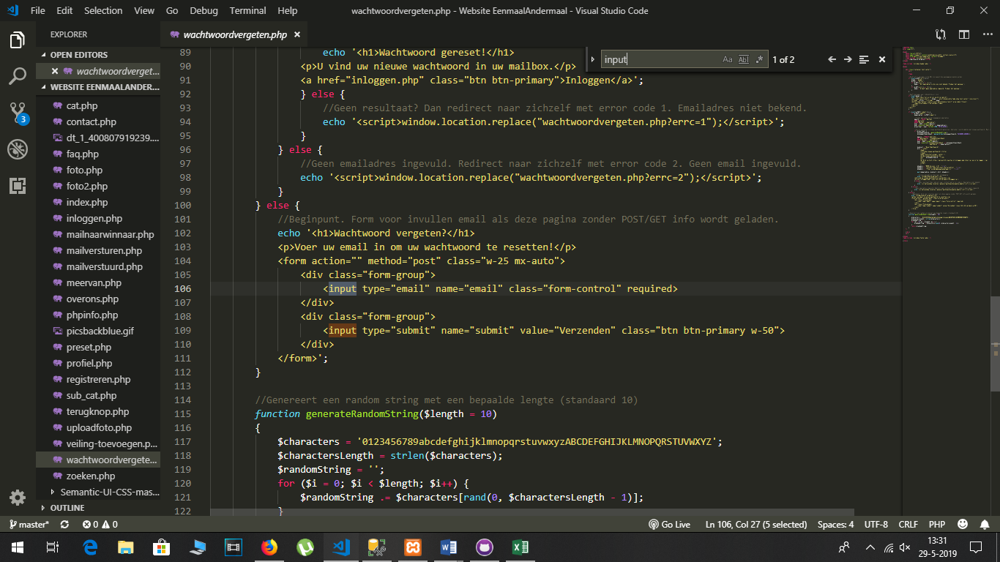 File Edit Selection View Go Debug Terminal Help
wachtwoordvergeten.php - Website EenmaalAndermaal - Visual Studio Code
EXPLORER
OPEN EDITORS
wachtwoordverget...
WEBSITE EENMAALANDER...
cat.php
contact.php
dt_1_400807919239....
faq.php
foto.php
foto2.php
index.php
inloggen.php
mailnaarwinnaar.php
mailversturen.php
mailverstuurd.php
meervan.php
overons.php
phpinfo.php
picsbackblue.gif
preset.php
profiel.php
registreren.php
sub_cat.php
terugknop.php
uploadfoto.php
veiling-toevoegen.p...
wachtwoordvergete...
zoeken.php
Semantic-UI-CSS-mas...
OUTLINE
3
wachtwoordvergeten.php
input
Aa Abl .* 1 of 2
89 echo '<h1>Wachtwoord gereset!</h1>
90 <p>U vind uw nieuwe wachtwoord in uw mailbox.</p>
91 <a href="inloggen.php" class="btn btn-primary">Inloggen</a>';
92 } else {
93 //Geen resultaat? Dan redirect naar zichzelf met error code 1. Emailadres niet bekend.
94 echo '<script>window.location.replace("wachtwoordvergeten.php?errc=1");</script>';
95 }
96 } else {
97 //Geen emailadres ingevuld. Redirect naar zichzelf met error code 2. Geen email ingevuld.
98 echo '<script>window.location.replace("wachtwoordvergeten.php?errc=2");</script>';
99 }
100 } else {
101 //Beginpunt. Form voor invullen email als deze pagina zonder POST/GET info wordt geladen.
102 echo '<h1>Wachtwoord vergeten?</h1>
103 <p>Voer uw email in om uw wachtwoord te resetten!</p>
104 <form action="" method="post" class="w-25 mx-auto">
105 <div class="form-group">
106 <input type="email" name="email" class="form-control" required>
107 </div>
108 <div class="form-group">
109 <input type="submit" name="submit" value="Verzenden" class="btn btn-primary w-50">
110 </div>
111 </form>';
112 }
113
114 //Genereert een random string met een bepaalde lengte (standaard 10)
115 function generateRandomString($length = 10)
116 {
117 $characters = '0123456789abcdefghijklmnopqrstuvwxyzABCDEFGHIJKLMNOPQRSTUVWXYZ';
118 $charactersLength = strlen($characters);
119 $randomString = '';
120 for ($i = 0; $i < $length; $i++) {
121 $randomString .= $characters[rand(0, $charactersLength - 1)];
122 }
master* 0 0
Go Live Ln 106, Col 27 (5 selected) Spaces: 4 UTF-8 CRLF PHP
13:31
29-5-2019